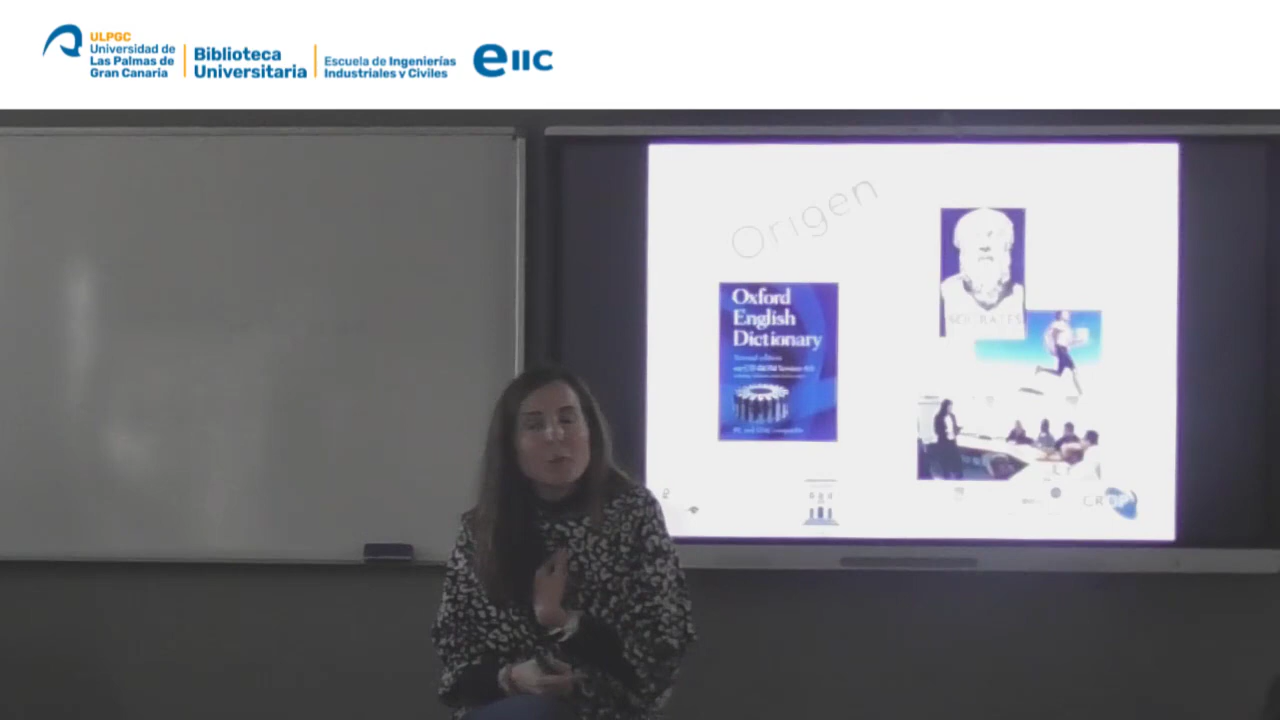 ULPGC
Universidad de
Las Palmas de
Gran Canaria
Biblioteca
Universitaria
Escuela de Ingenierías
Industriales y Civiles
eIIC
Origen
Oxford
English
Dictionary
SOCRATES